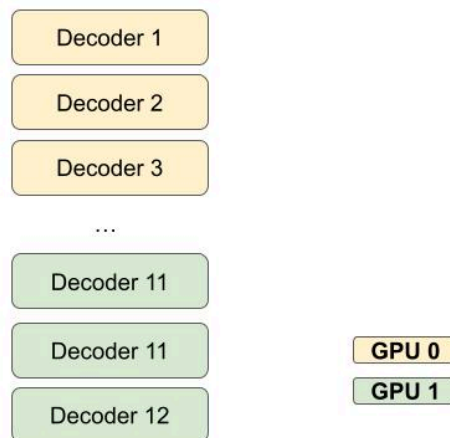 Decoder 1
Decoder 2
Decoder 3
...
Decoder 11
Decoder 11
Decoder 12
GPU 0
GPU 1